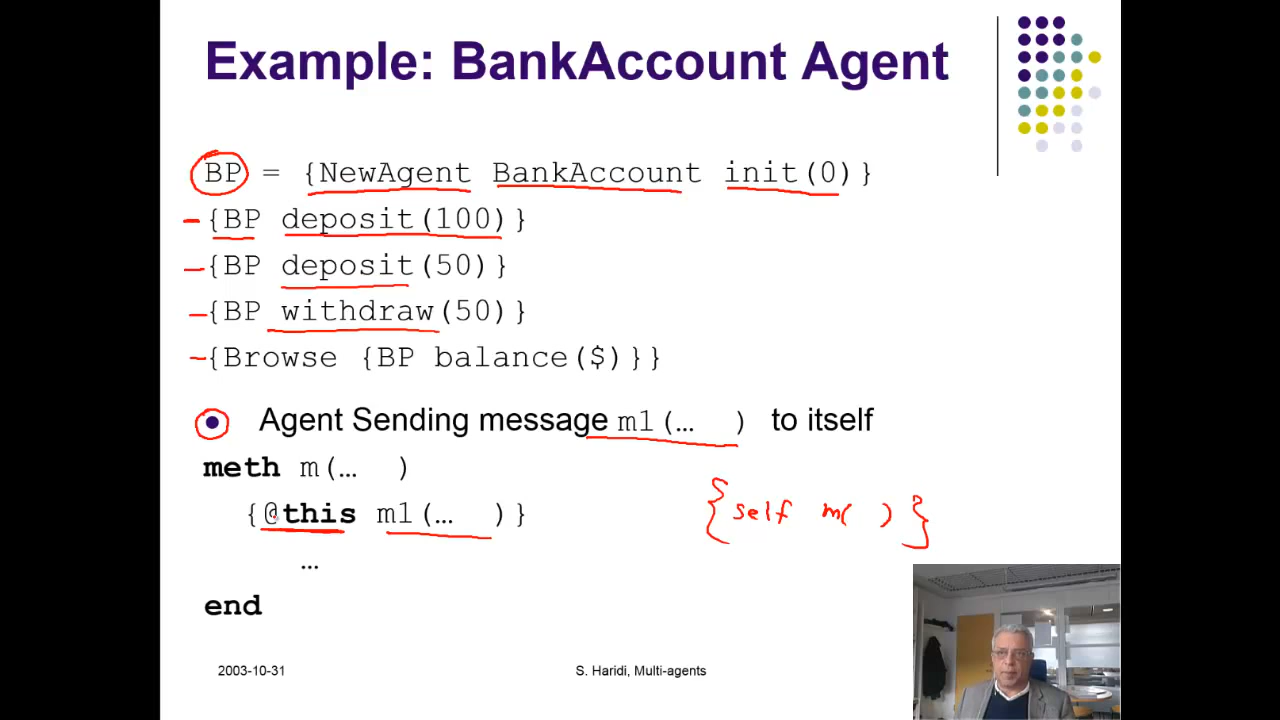 Example: BankAccount Agent
BP = {NewAgent BankAccount init(0)}
{BP deposit(100)}
{BP deposit(50)}
{BP withdraw(50)}
{Browse {BP balance($)}}
• Agent Sending message m1(… ) to itself
meth m(… )
{@this m1(… )}
{self m( )}
…
end
2003-10-31 S. Haridi, Multi-agents